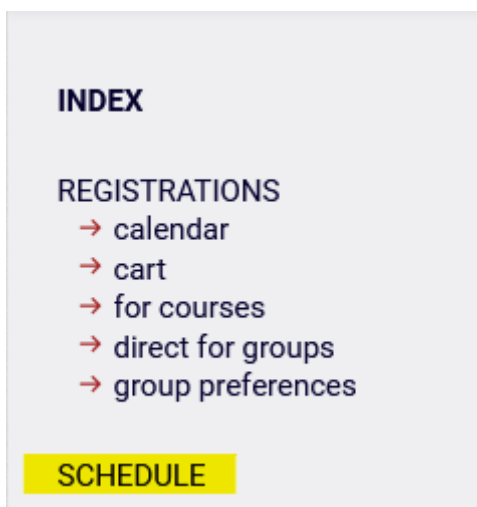 INDEX
REGISTRATIONS
→ calendar
→ cart
→ for courses
→ direct for groups
→ group preferences
SCHEDULE